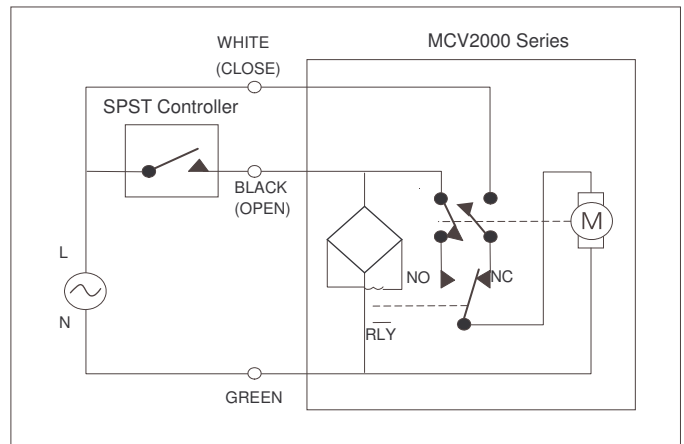 WHITE
(CLOSE)
MCV2000 Series
SPST Controller
BLACK
(OPEN)
L
N
NO
NC
M
RLY
GREEN